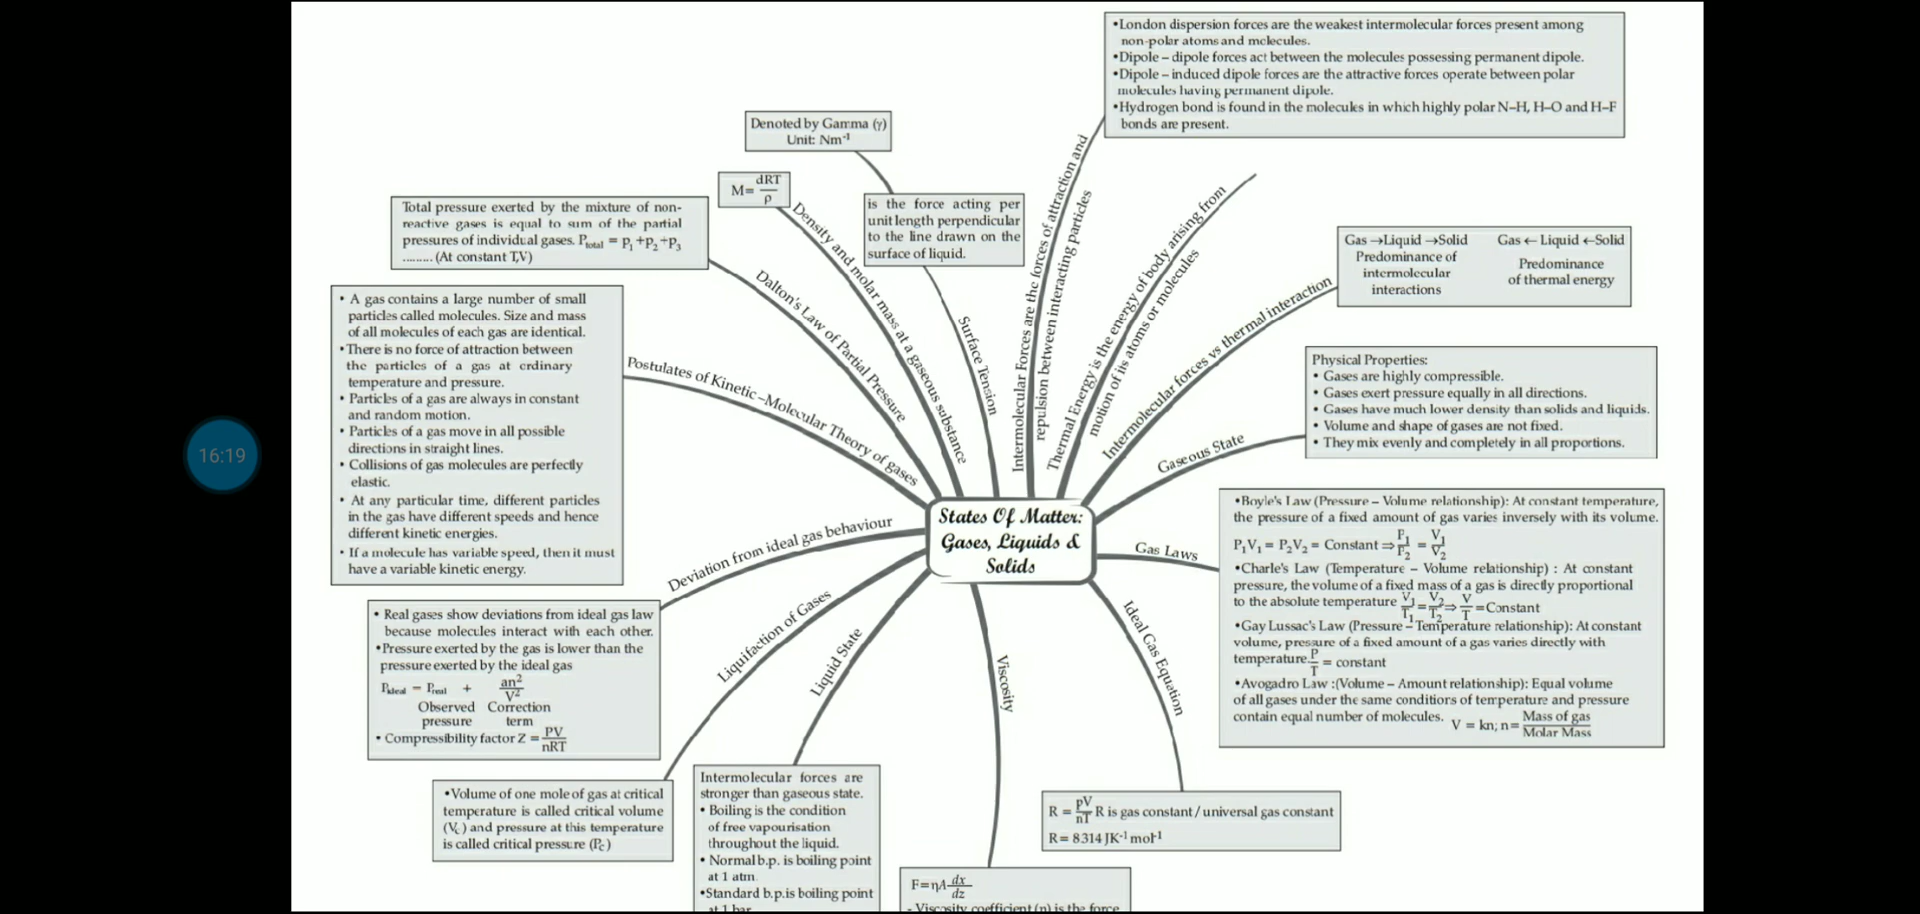 •London dispersion forces are the weakest intermolecular forces present among
non-polar atoms and mclecules.
•Dipole – dipole forces act between the molecules possessing permanent dipole.
•Dipole – induced dipole forces are the attractive forces operate between polar
molecules having permanent dipole.
•Hydrogen bond is found in the molecules in which highly polar N–H, H–O and H–F
bonds are present.
Denoted by Gamma (γ)
Unit: Nm⁻¹
M= dRT/ρ
Total pressure exerted by the mixture of non-
reactive gases is equal to sum of the partial
pressures of individual gases. P_total = P₁+P₂+P₃
........ (At constant T,V)
is the force acting per
unit length perpendicular
to the line drawn on the
surface of liquid.
Gas →Liquid →Solid
Predominance of
intermolecular
interactions
Gas ← Liquid ←Solid
Predominance
of thermal energy
• A gas contains a large number of small
particles called molecules. Size and mass
of all molecules of each gas are identical.
•There is no force of attraction between
the particles of a gas at ordinary
temperature and pressure.
• Particles of a gas are always in constant
and random motion.
• Particles of a gas move in all possible
directions in straight lines.
• Collisions of gas molecules are perfectly
elastic.
• At any particular time, different particles
in the gas have different speeds and hence
different kinetic energies.
• If a molecule has variable speed, then it must
have a variable kinetic energy.
Postulates of Kinetic–Molecular Theory of gases
Dalton's Law of Partial Pressure
Density and molar mass at a gaseous substance
Surface Tension
Intermolecular Forces are the forces of attraction and
repulsion between interacting particles
Thermal Energy is the energy of body arising from
motion of its atoms or molecules
Intermolecular forces vs thermal interaction
Gaseous State
Physical Properties:
• Gases are highly compressible.
• Gases exert pressure equally in all directions.
• Gases have much lower density than solids and liquids.
• Volume and shape of gases are not fixed.
• They mix evenly and completely in all proportions.
16:19
States Of Matter:
Gases, Liquids &
Solids
Gas Laws
•Boyle's Law (Pressure – Volume relationship): At constant temperature,
the pressure of a fixed amount of gas varies inversely with its volume.
P₁V₁ = P₂V₂ = Constant ⇒ P₁/P₂ = V₁/V₂
•Charle's Law (Temperature – Volume relationship) : At constant
pressure, the volume of a fixed mass of a gas is directly proportional
to the absolute temperature V₁/T₁ = V₂/T₂ ⇒ V/T =Constant
•Gay Lussac's Law (Pressure – Temperature relationship): At constant
volume, pressure of a fixed amount of a gas varies directly with
temperature. P/T = constant
•Avogadro Law :(Volume – Amount relationship): Equal volume
of all gases under the same conditions of temperature and pressure
contain equal number of molecules. V = kn; n= Mass of gas/Molar Mass
Deviation from ideal gas behaviour
• Real gases show deviations from ideal gas law
because molecules interact with each other.
•Pressure exerted by the gas is lower than the
pressure exerted by the ideal gas
P_ideal = P_real + an²/V²
Observed Correction
pressure term
• Compressibility factor Z = PV/nRT
Liquifaction of Gases
• Volume of one mole of gas at critical
temperature is called critical volume
(V_c) and pressure at this temperature
is called critical pressure (P_c)
Liquid State
Intermolecular forces are
stronger than gaseous state.
• Boiling is the condition
of free vapourisation
throughout the liquid.
• Normal b.p. is boiling point
at 1 atm.
•Standard b.p.is boiling point
at 1 bar
Viscosity
F=ηA dx/dz
- Viscosity coefficient (η) is the force
Ideal Gas Equation
R = pV/nT R is gas constant / universal gas constant
R= 8314 JK⁻¹ mol⁻¹